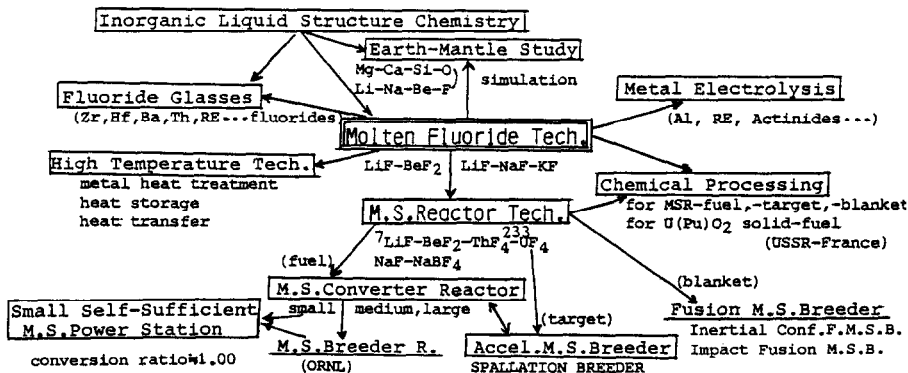 Inorganic Liquid Structure Chemistry
Earth-Mantle Study
Mg-Ca-Si-O
Li-Na-Be-F
simulation
Fluoride Glasses
(Zr,Hf,Ba,Th,RE---fluorides)
Metal Electrolysis
(Al, RE, Actinides---)
Molten Fluoride Tech.
High Temperature Tech.
metal heat treatment
heat storage
heat transfer
LiF-BeF₂ LiF-NaF-KF
Chemical Processing
for MSR-fuel,-target,-blanket
for U(Pu)O₂ solid-fuel
(USSR-France)
M.S.Reactor Tech.
⁷LiF-BeF₂-ThF₄-²³³UF₄
NaF-NaBF₄
(fuel)
(blanket)
M.S.Converter Reactor
small medium,large
(target)
Small Self-Sufficient
M.S.Power Station
conversion ratio≒1.00
M.S.Breeder R.
(ORNL)
Accel.M.S.Breeder
SPALLATION BREEDER
Fusion M.S.Breeder
Inertial Conf.F.M.S.B.
Impact Fusion M.S.B.